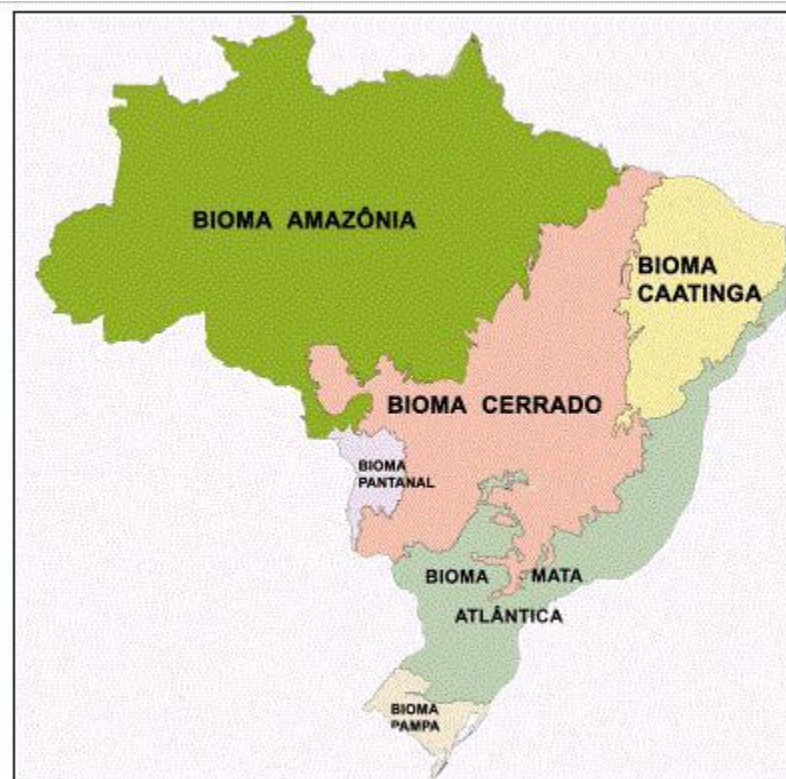 BIOMA AMAZÔNIA
BIOMA
CAATINGA
BIOMA CERRADO
BIOMA
PANTANAL
BIOMA MATA
ATLÂNTICA
BIOMA
PAMPA